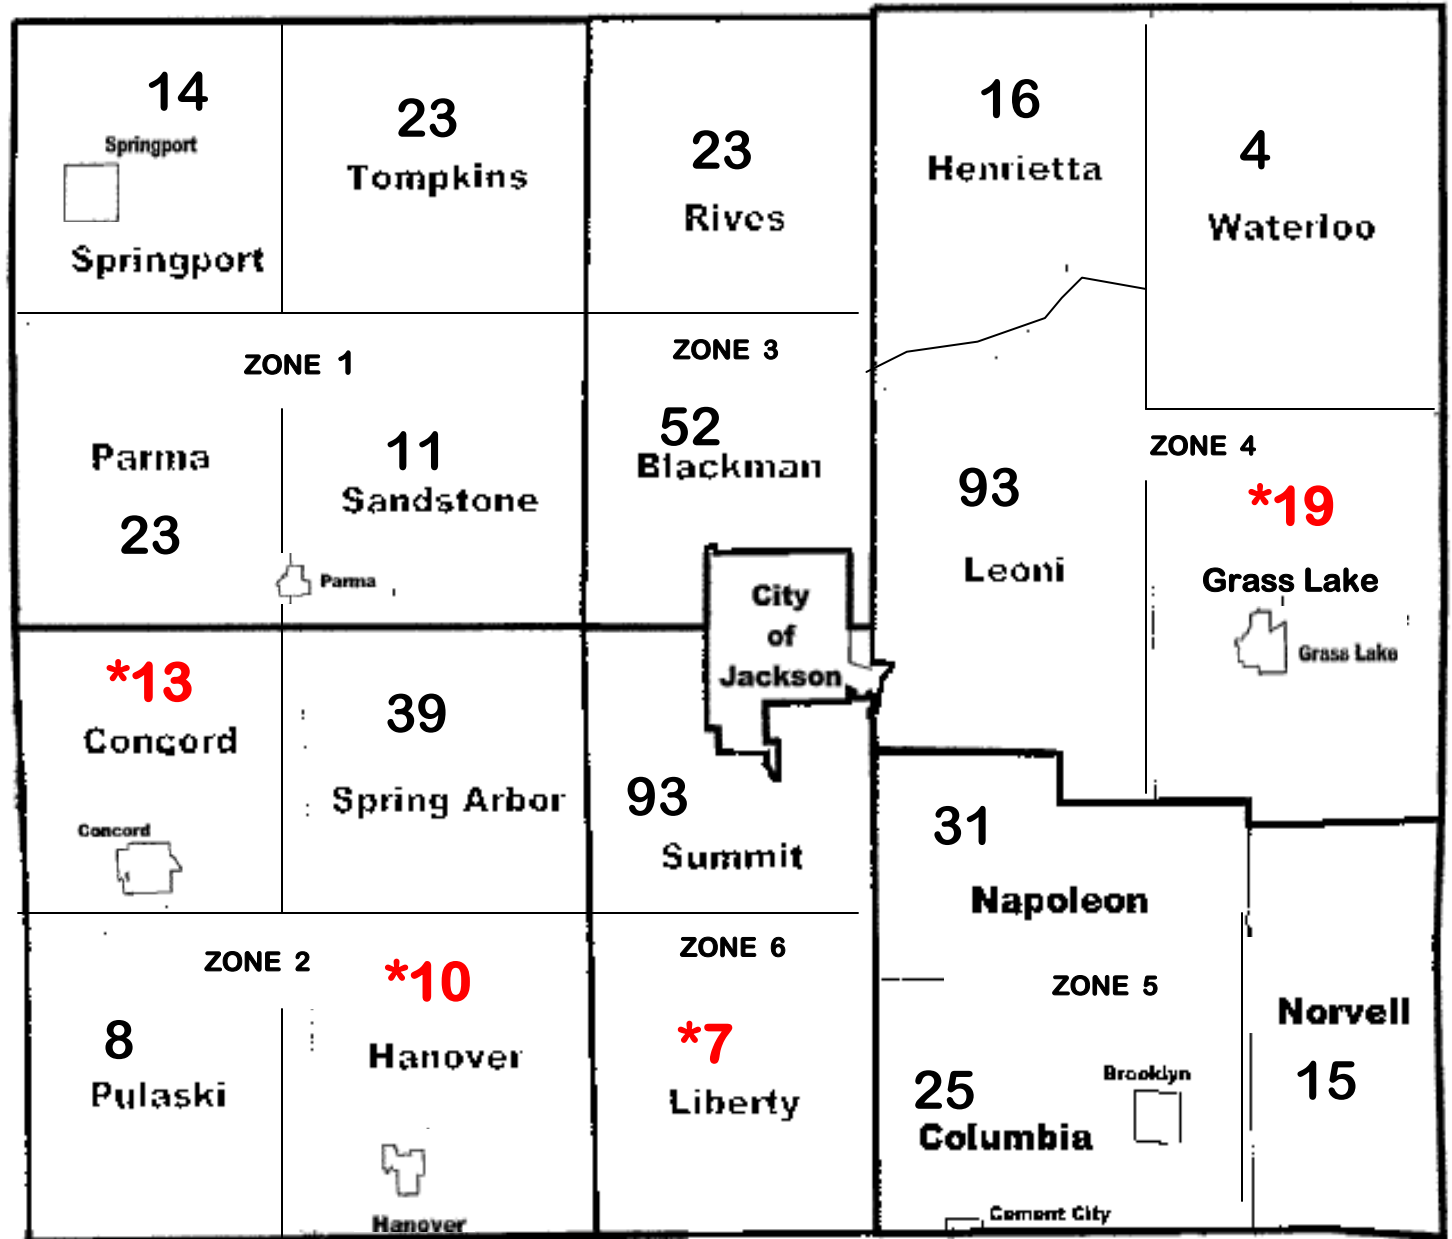 14
Springport
Springport
23
Tompkins
23
Rives
16
Henrietta
4
Waterloo
ZONE 1
Parma
23
11
Sandstone
Parma
ZONE 3
52
Blackman
City
of
Jackson
93
Leoni
ZONE 4
*19
Grass Lake
Grass Lake
*13
Concord
Concord
39
Spring Arbor
93
Summit
31
Napoleon
ZONE 2
8
Pulaski
*10
Hanover
Hanover
ZONE 6
*7
Liberty
ZONE 5
25
Columbia
Brooklyn
Cement City
Norvell
15